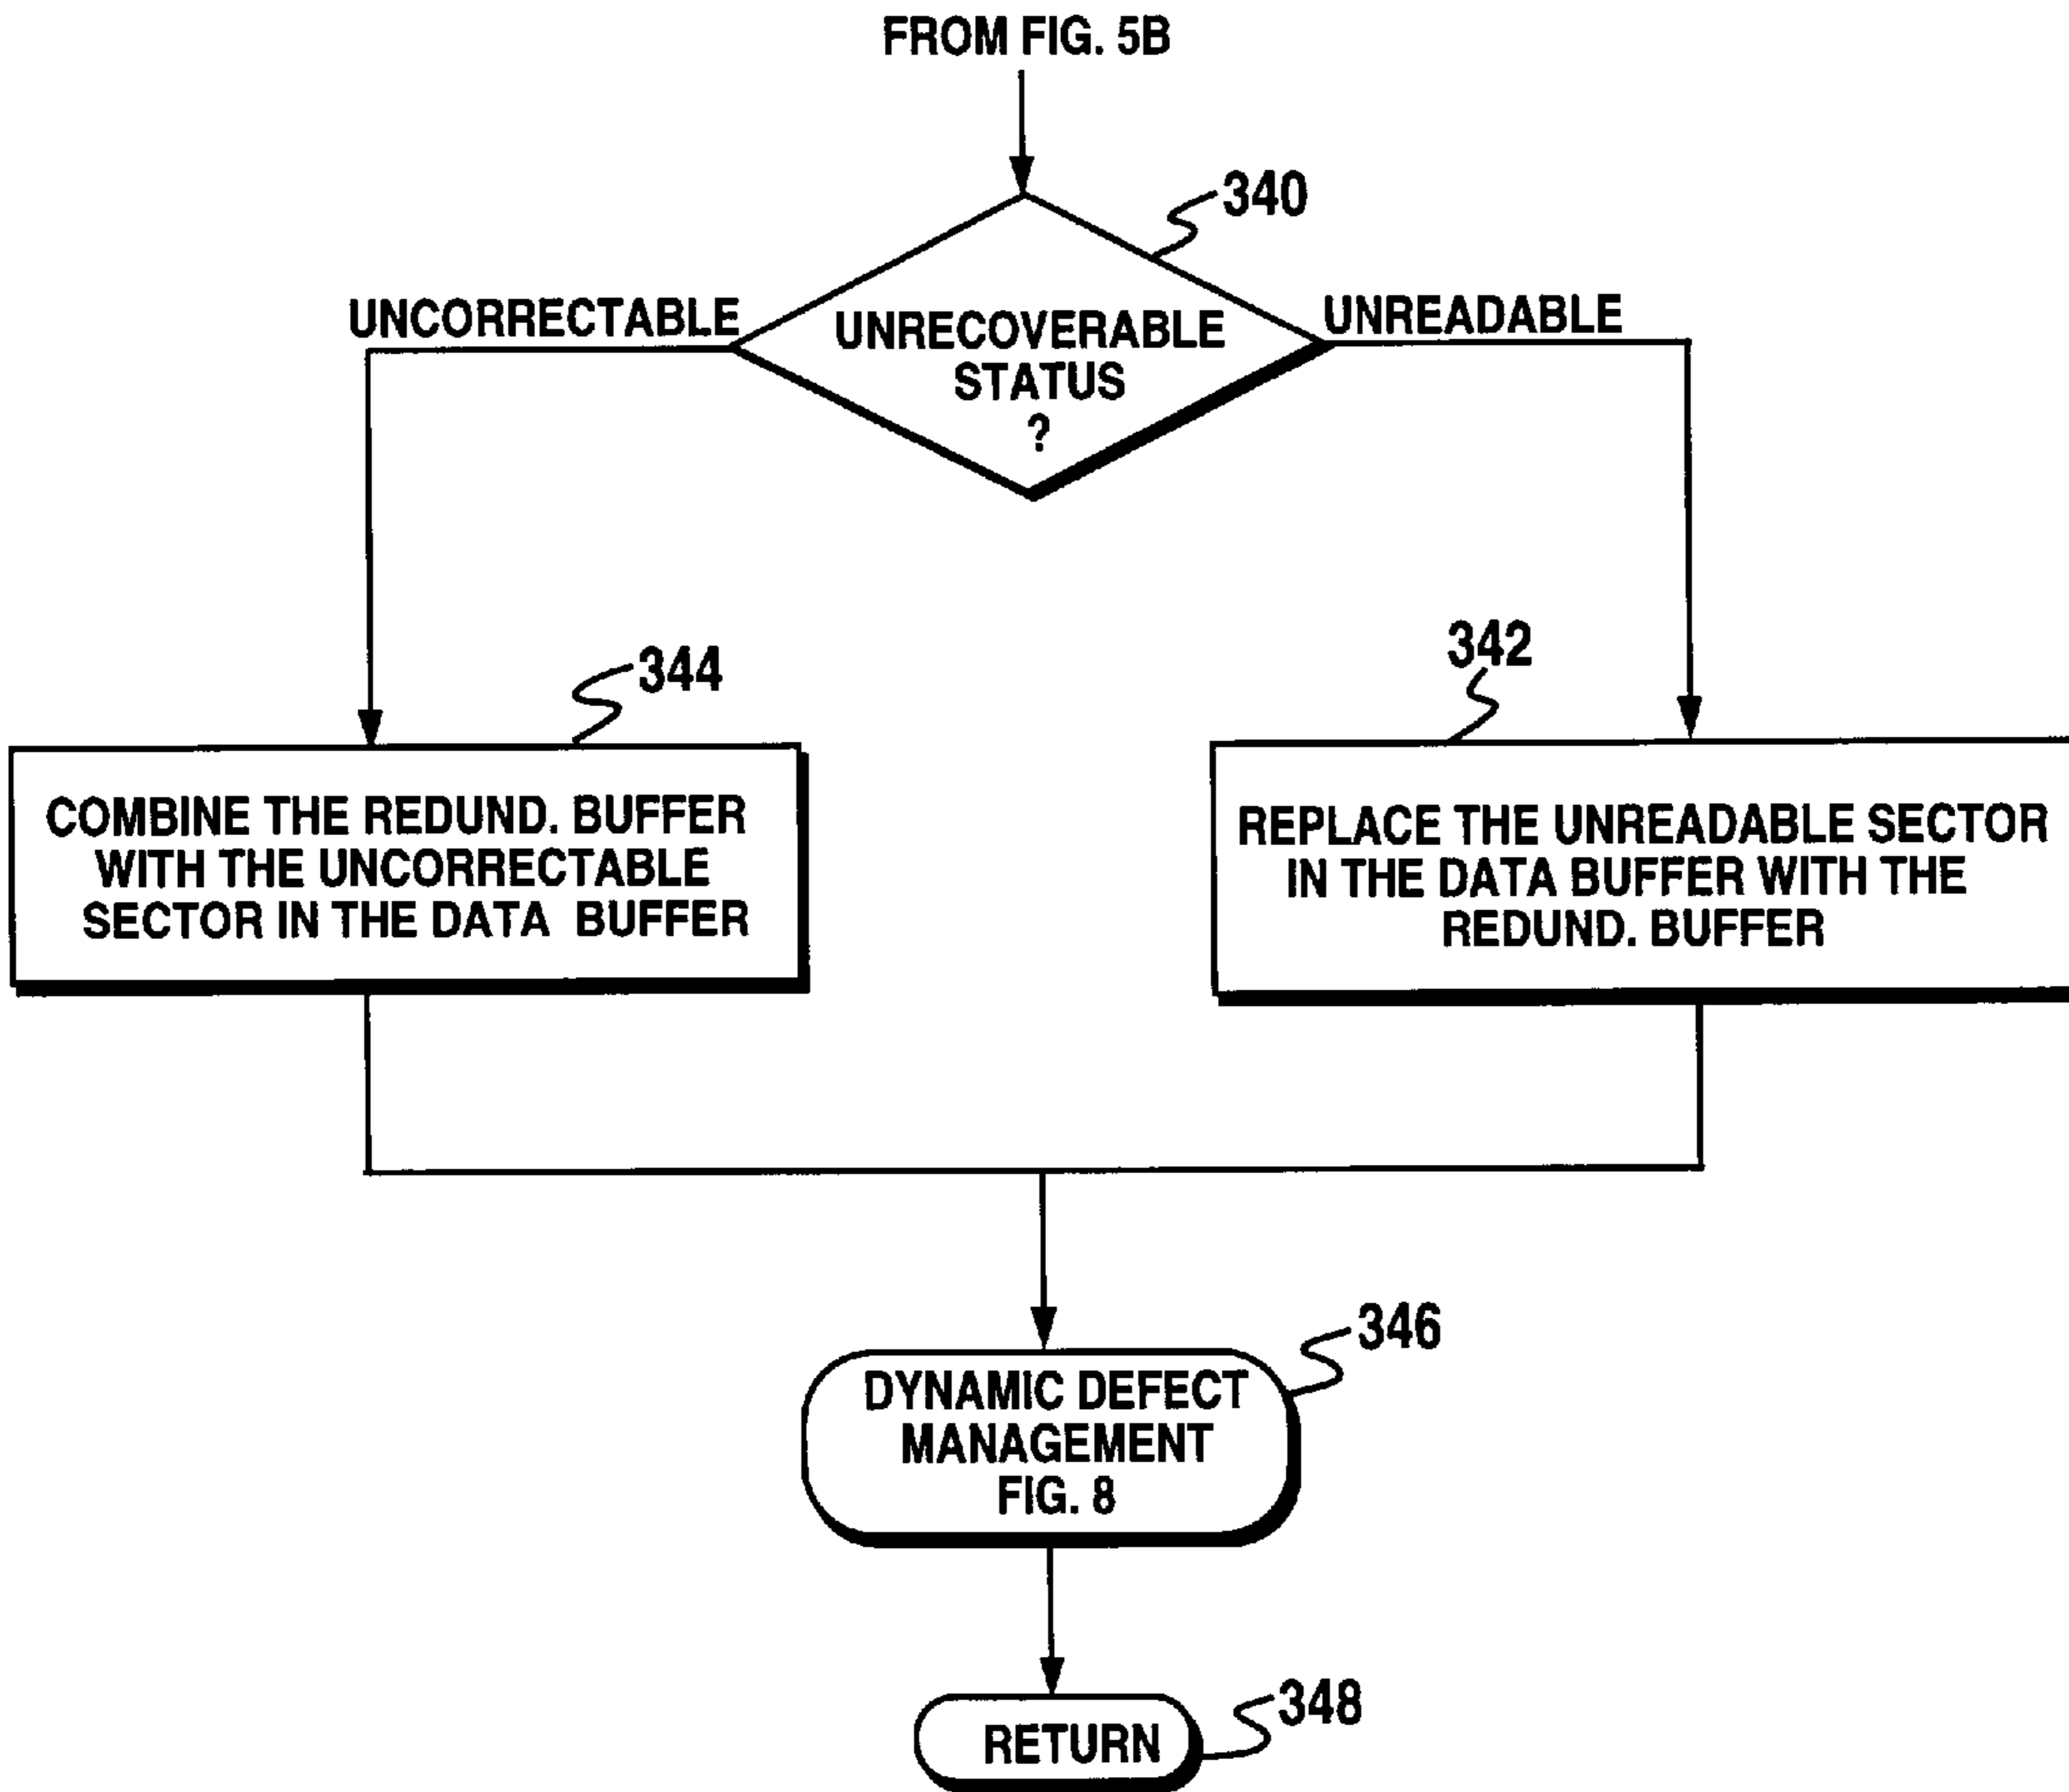 FROM FIG. 5B
340
UNCORRECTABLE
UNRECOVERABLE
STATUS
?
UNREADABLE
344
342
COMBINE THE REDUND. BUFFER
WITH THE UNCORRECTABLE
SECTOR IN THE DATA BUFFER
REPLACE THE UNREADABLE SECTOR
IN THE DATA BUFFER WITH THE
REDUND. BUFFER
346
DYNAMIC DEFECT
MANAGEMENT
FIG. 8
348
RETURN